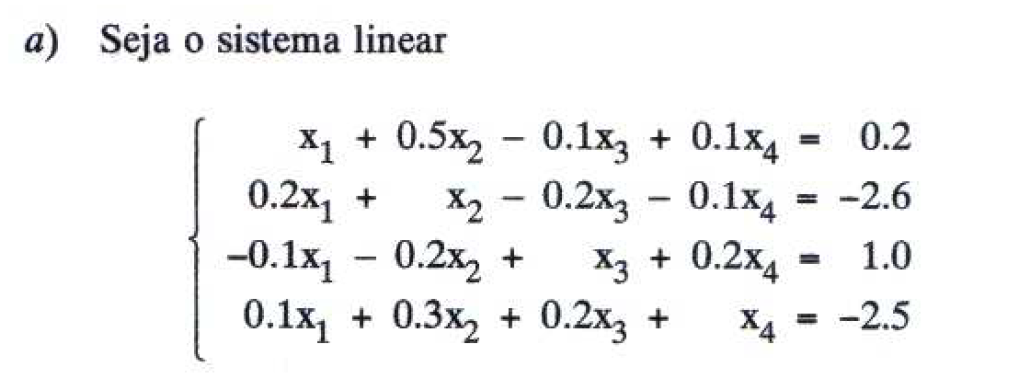 a) Seja o sistema linear
x₁ + 0.5x₂ − 0.1x₃ + 0.1x₄ = 0.2
0.2x₁ + x₂ − 0.2x₃ − 0.1x₄ = −2.6
−0.1x₁ − 0.2x₂ + x₃ + 0.2x₄ = 1.0
0.1x₁ + 0.3x₂ + 0.2x₃ + x₄ = −2.5